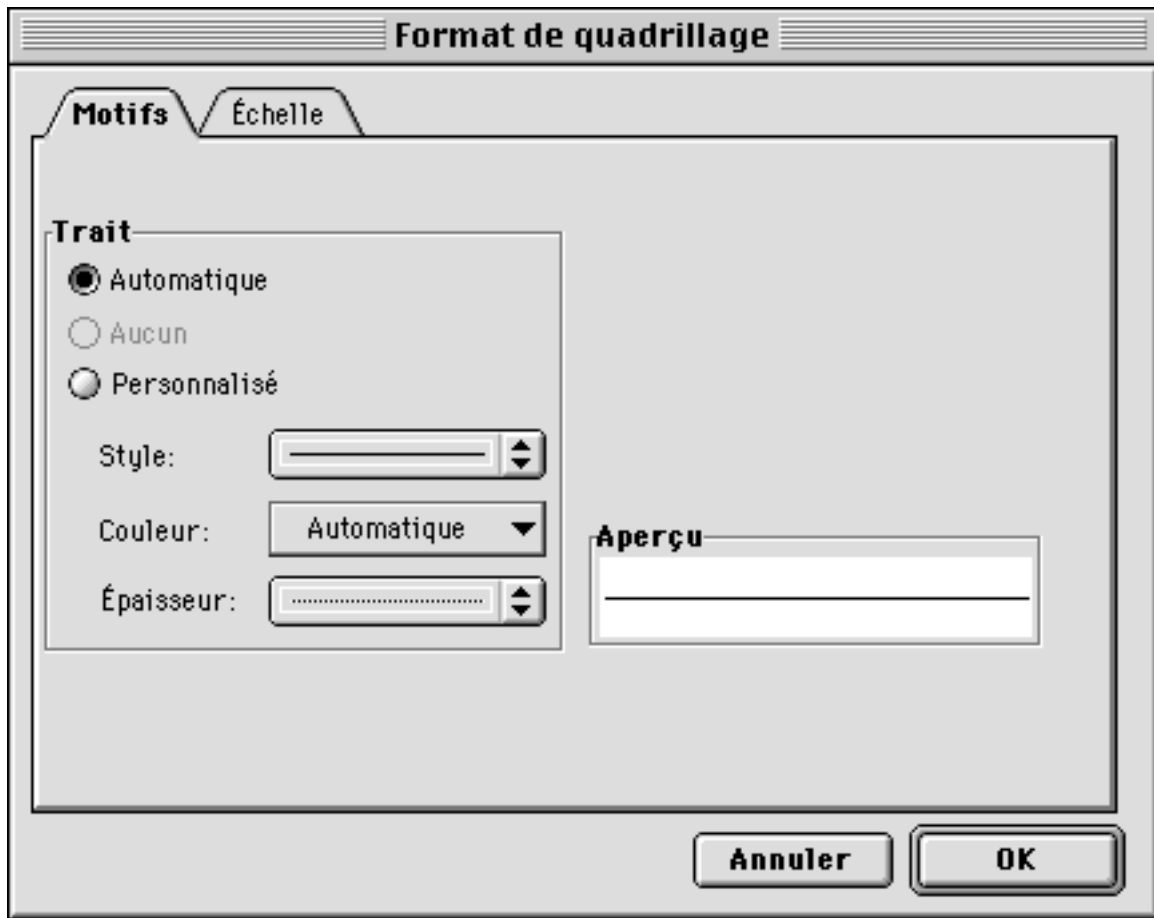 Format de quadrillage
Motifs
Échelle
Trait
Automatique
Aucun
Personnalisé
Style:
Couleur:
Automatique
Épaisseur:
Aperçu
Annuler
OK